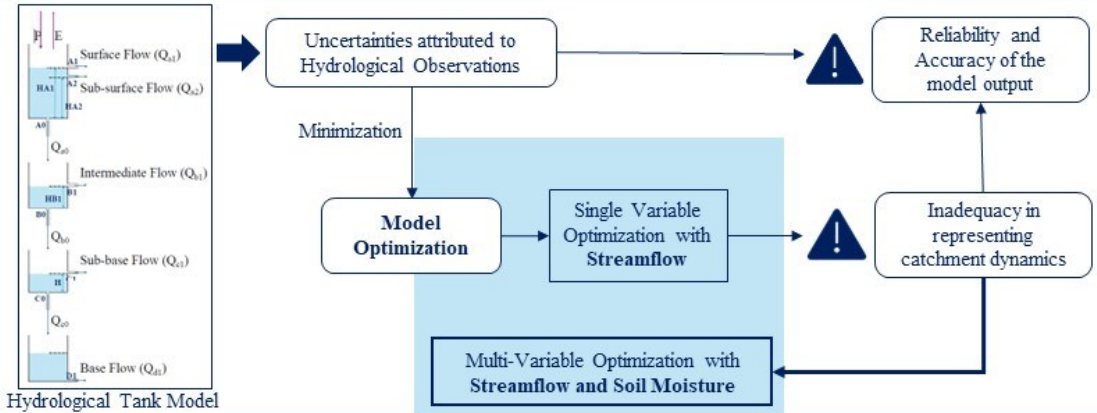 P E
Surface Flow (Qs1)
A1
A2
HA1
Sub-surface Flow (Qs2)
HA2
A0
Qa0
Intermediate Flow (Qb1)
B1
HB1
B0
Qb0
Sub-base Flow (Qc1)
H
C0
Qc0
Base Flow (Qd1)
D1
Hydrological Tank Model
Uncertainties attributed to
Hydrological Observations
Reliability and
Accuracy of the
model output
Minimization
Model
Optimization
Single Variable
Optimization with
Streamflow
Inadequacy in
representing
catchment dynamics
Multi-Variable Optimization with
Streamflow and Soil Moisture